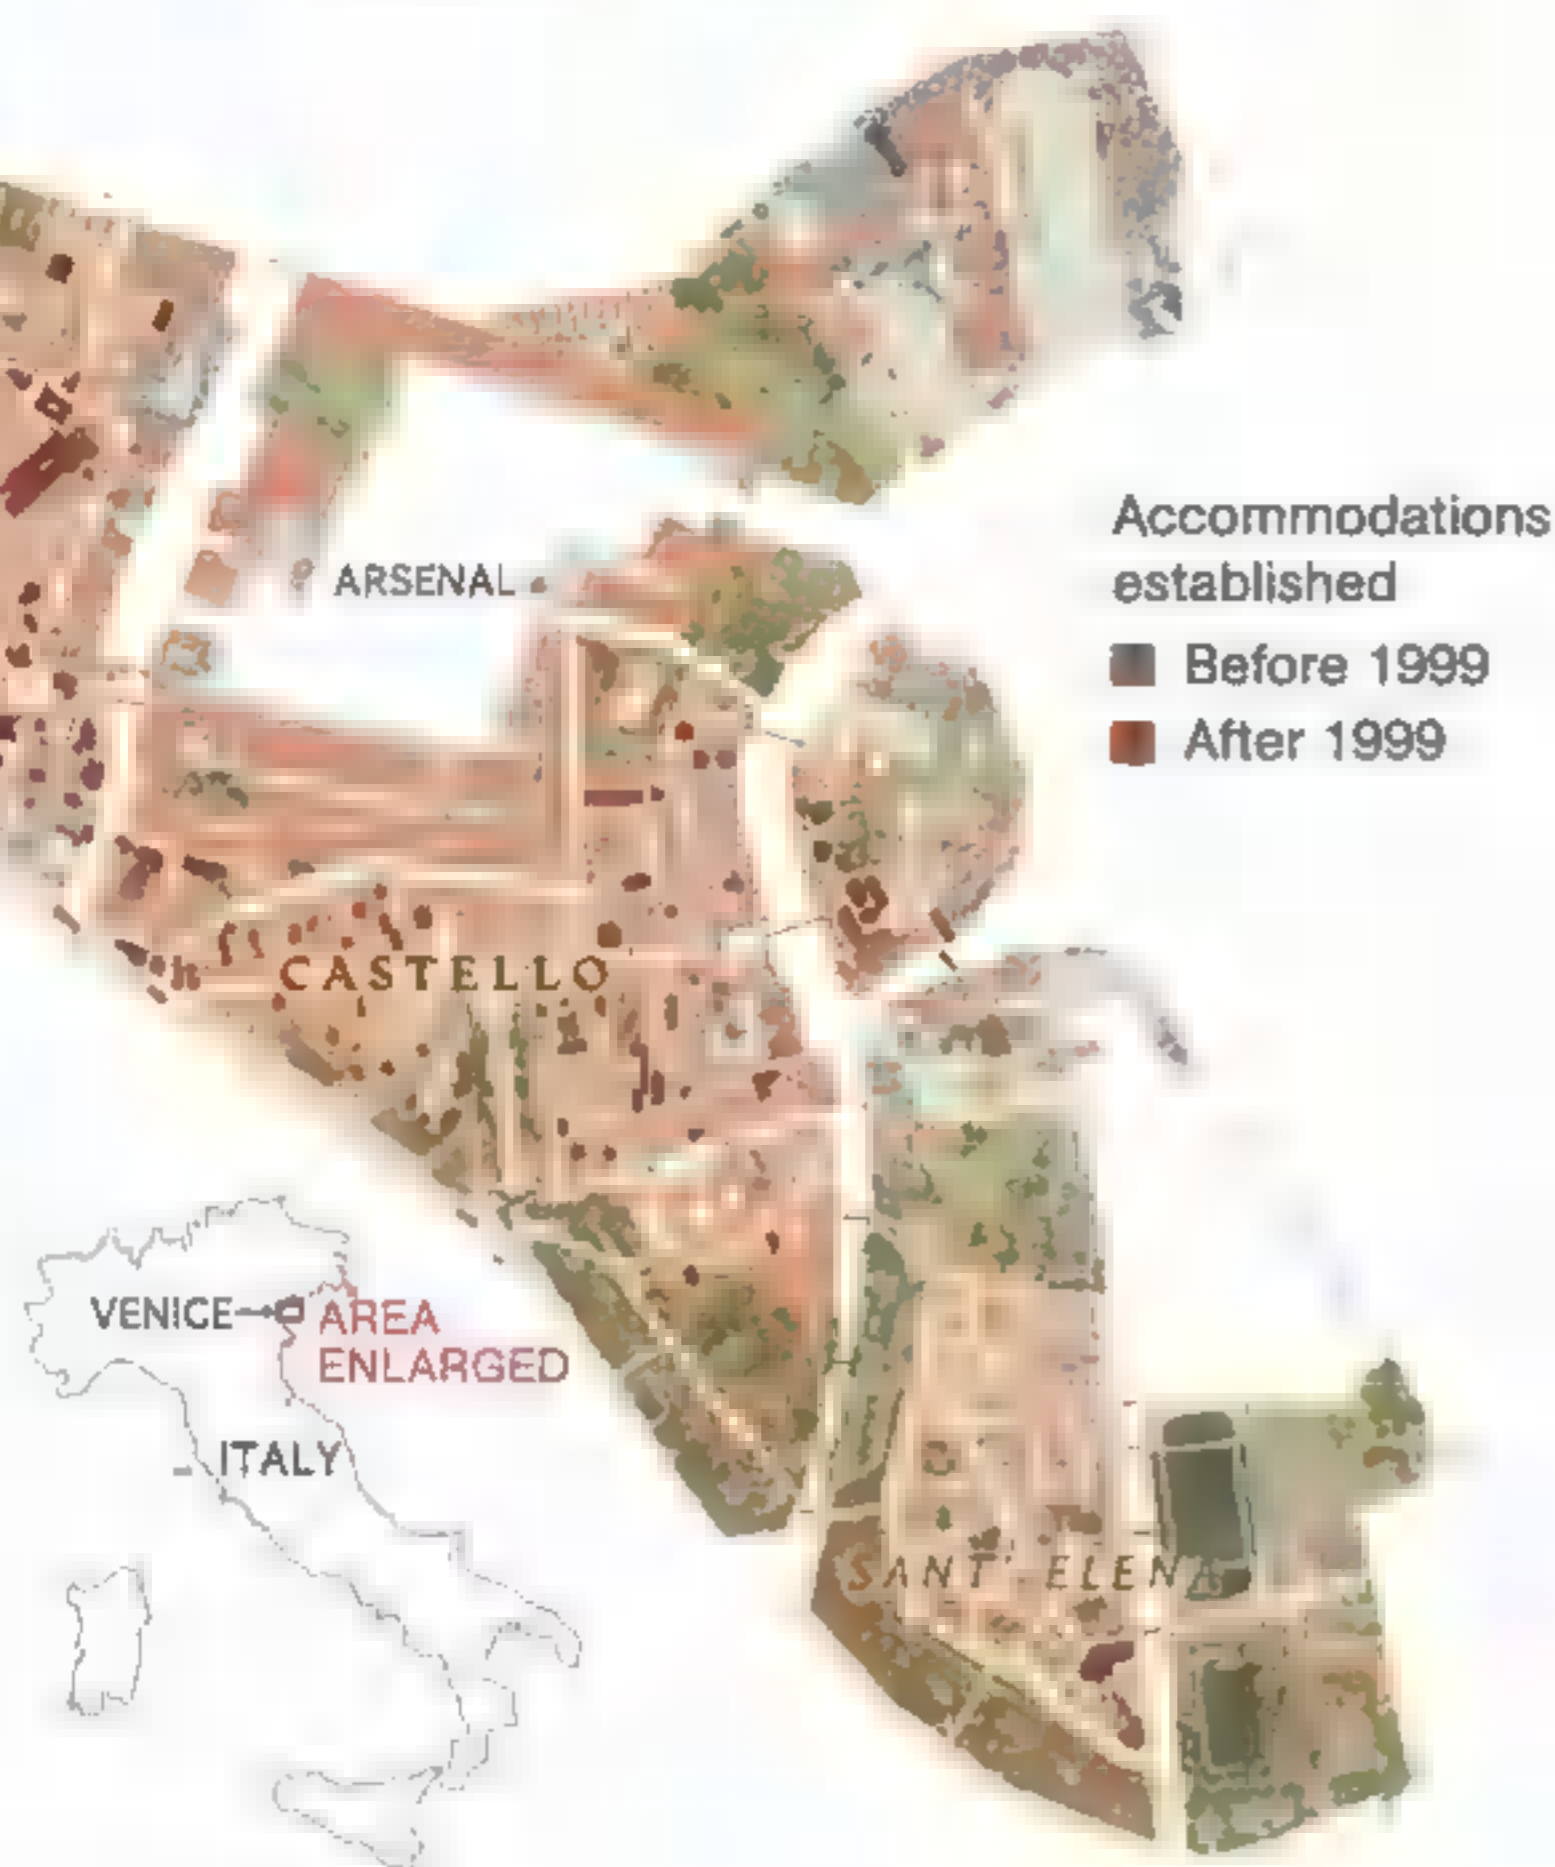 ARSENAL
Accommodations
established
Before 1999
After 1999
CASTELLO
VENICE
AREA
ENLARGED
ITALY
SANT' ELENA